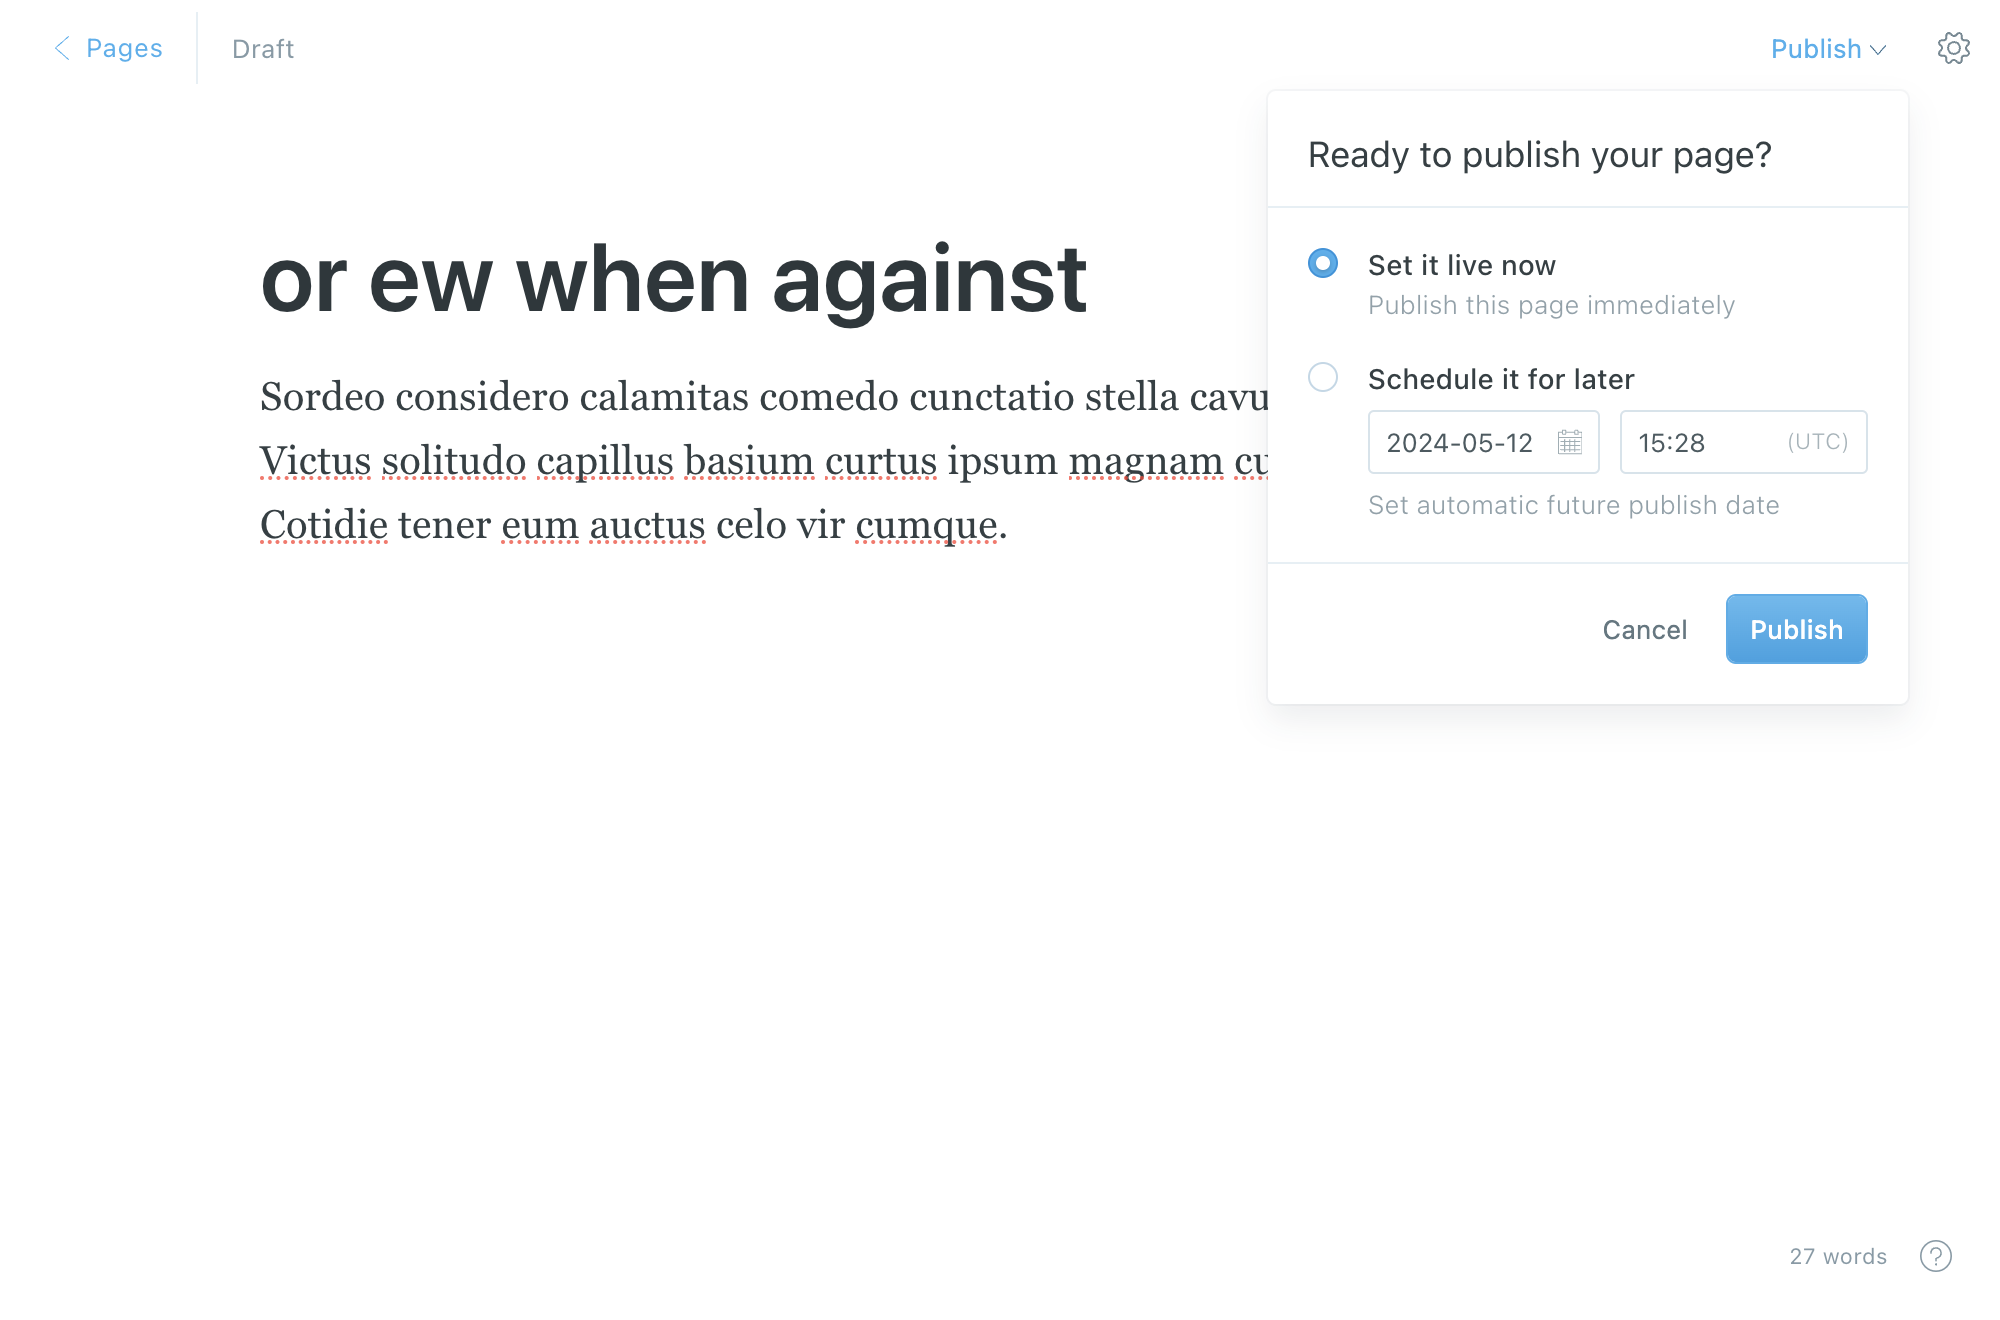 Pages
Draft
Publish
Ready to publish your page?
Set it live now
Publish this page immediately
Schedule it for later
2024-05-12
15:28
(UTC)
Set automatic future publish date
Cancel
Publish
or ew when against
Sordeo considero calamitas comedo cunctatio stella
Victus solitudo capillus basium curtus ipsum magnam
Cotidie tener eum auctus celo vir cumque.
27 words
?